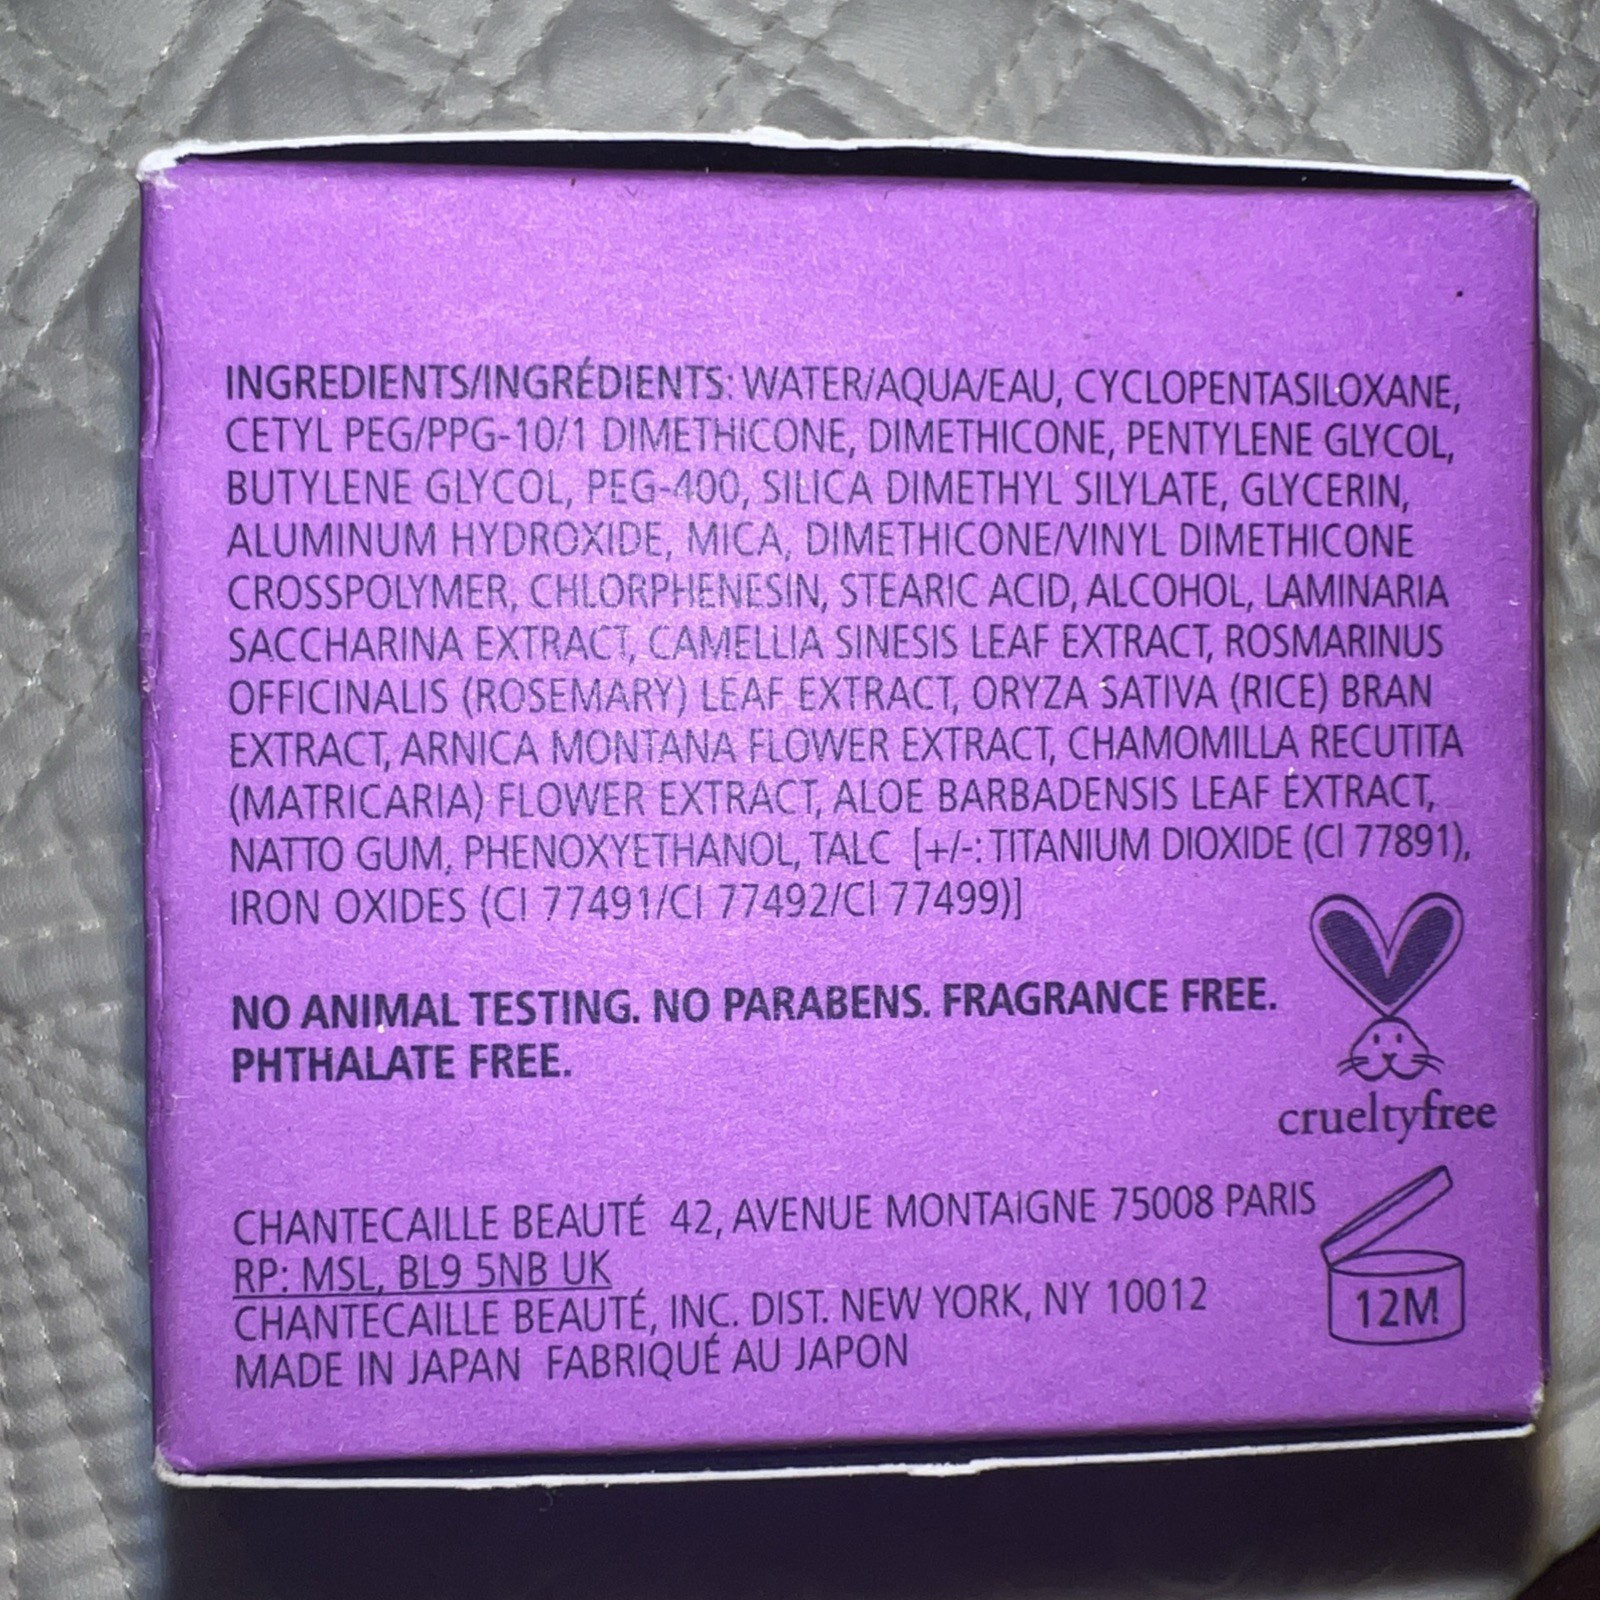 INGREDIENTS/INGRÉDIENTS: WATER/AQUA/EAU, CYCLOPENTASILOXANE,
CETYL PEG/PPG-10/1 DIMETHICONE, DIMETHICONE, PENTYLENE GLYCOL,
BUTYLENE GLYCOL, PEG-400, SILICA DIMETHYL SILYLATE, GLYCERIN,
ALUMINUM HYDROXIDE, MICA, DIMETHICONE/VINYL DIMETHICONE
CROSSPOLYMER, CHLORPHENESIN, STEARIC ACID, ALCOHOL, LAMINARIA
SACCHARINA EXTRACT, CAMELLIA SINESIS LEAF EXTRACT, ROSMARINUS
OFFICINALIS (ROSEMARY) LEAF EXTRACT, ORYZA SATIVA (RICE) BRAN
EXTRACT, ARNICA MONTANA FLOWER EXTRACT, CHAMOMILLA RECUTITA
(MATRICARIA) FLOWER EXTRACT, ALOE BARBADENSIS LEAF EXTRACT,
NATTO GUM, PHENOXYETHANOL, TALC [+/-: TITANIUM DIOXIDE (CI 77891),
IRON OXIDES (CI 77491/CI 77492/CI 77499)]
NO ANIMAL TESTING. NO PARABENS. FRAGRANCE FREE.
PHTHALATE FREE.
crueltyfree
CHANTECAILLE BEAUTÉ 42, AVENUE MONTAIGNE 75008 PARIS
RP: MSL, BL9 5NB UK
CHANTECAILLE BEAUTÉ, INC. DIST. NEW YORK, NY 10012
MADE IN JAPAN FABRIQUÉ AU JAPON
12M